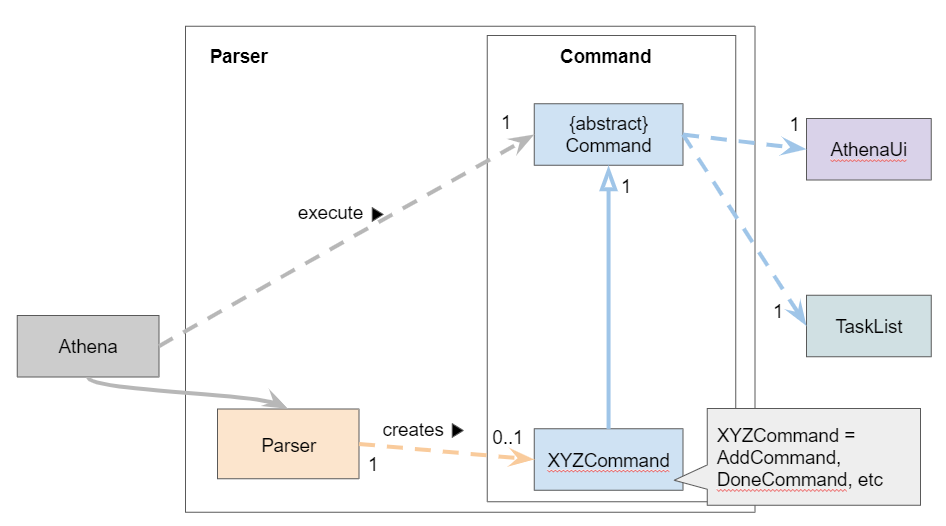 Parser
Command
1
{abstract}
Command
1
AthenaUi
1
execute ▶
1
TaskList
Athena
Parser
creates ▶
1
0..1
XYZCommand
XYZCommand =
AddCommand,
DoneCommand, etc